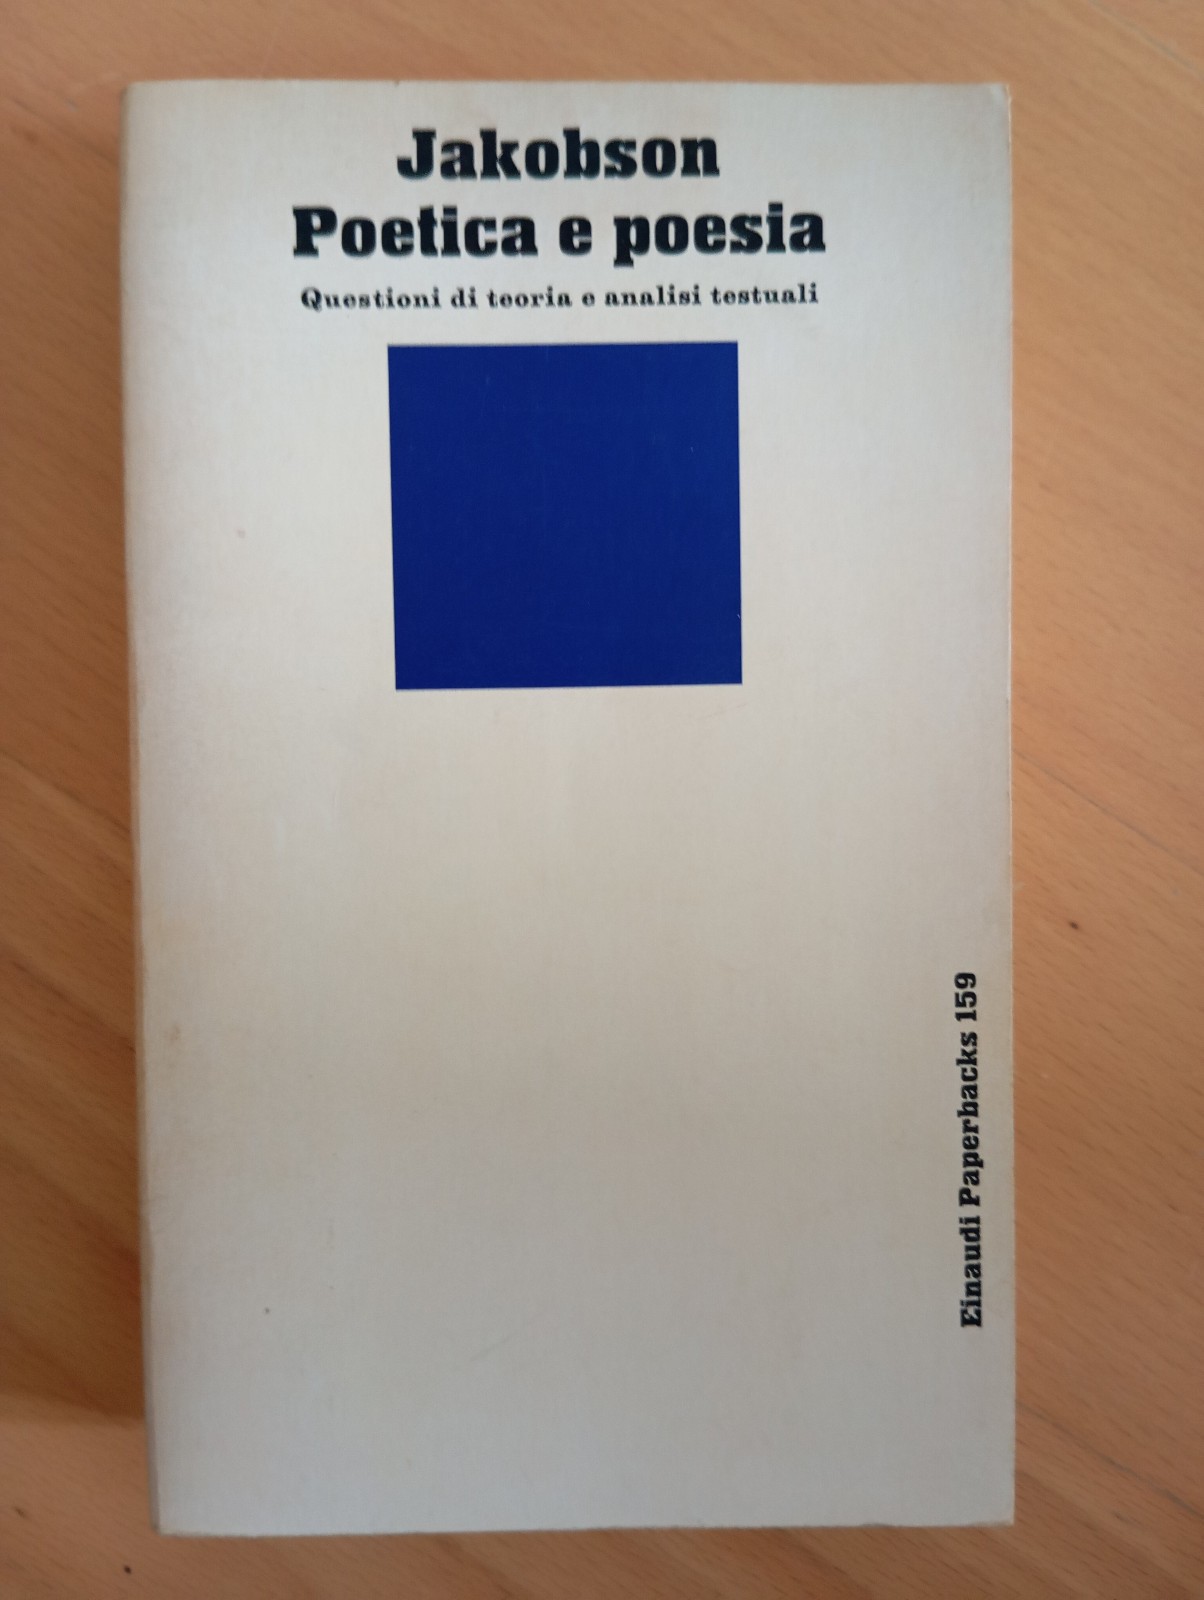 Jakobson
Poetica e poesia
Questioni di teoria e analisi testuali
Einaudi Paperbacks 159